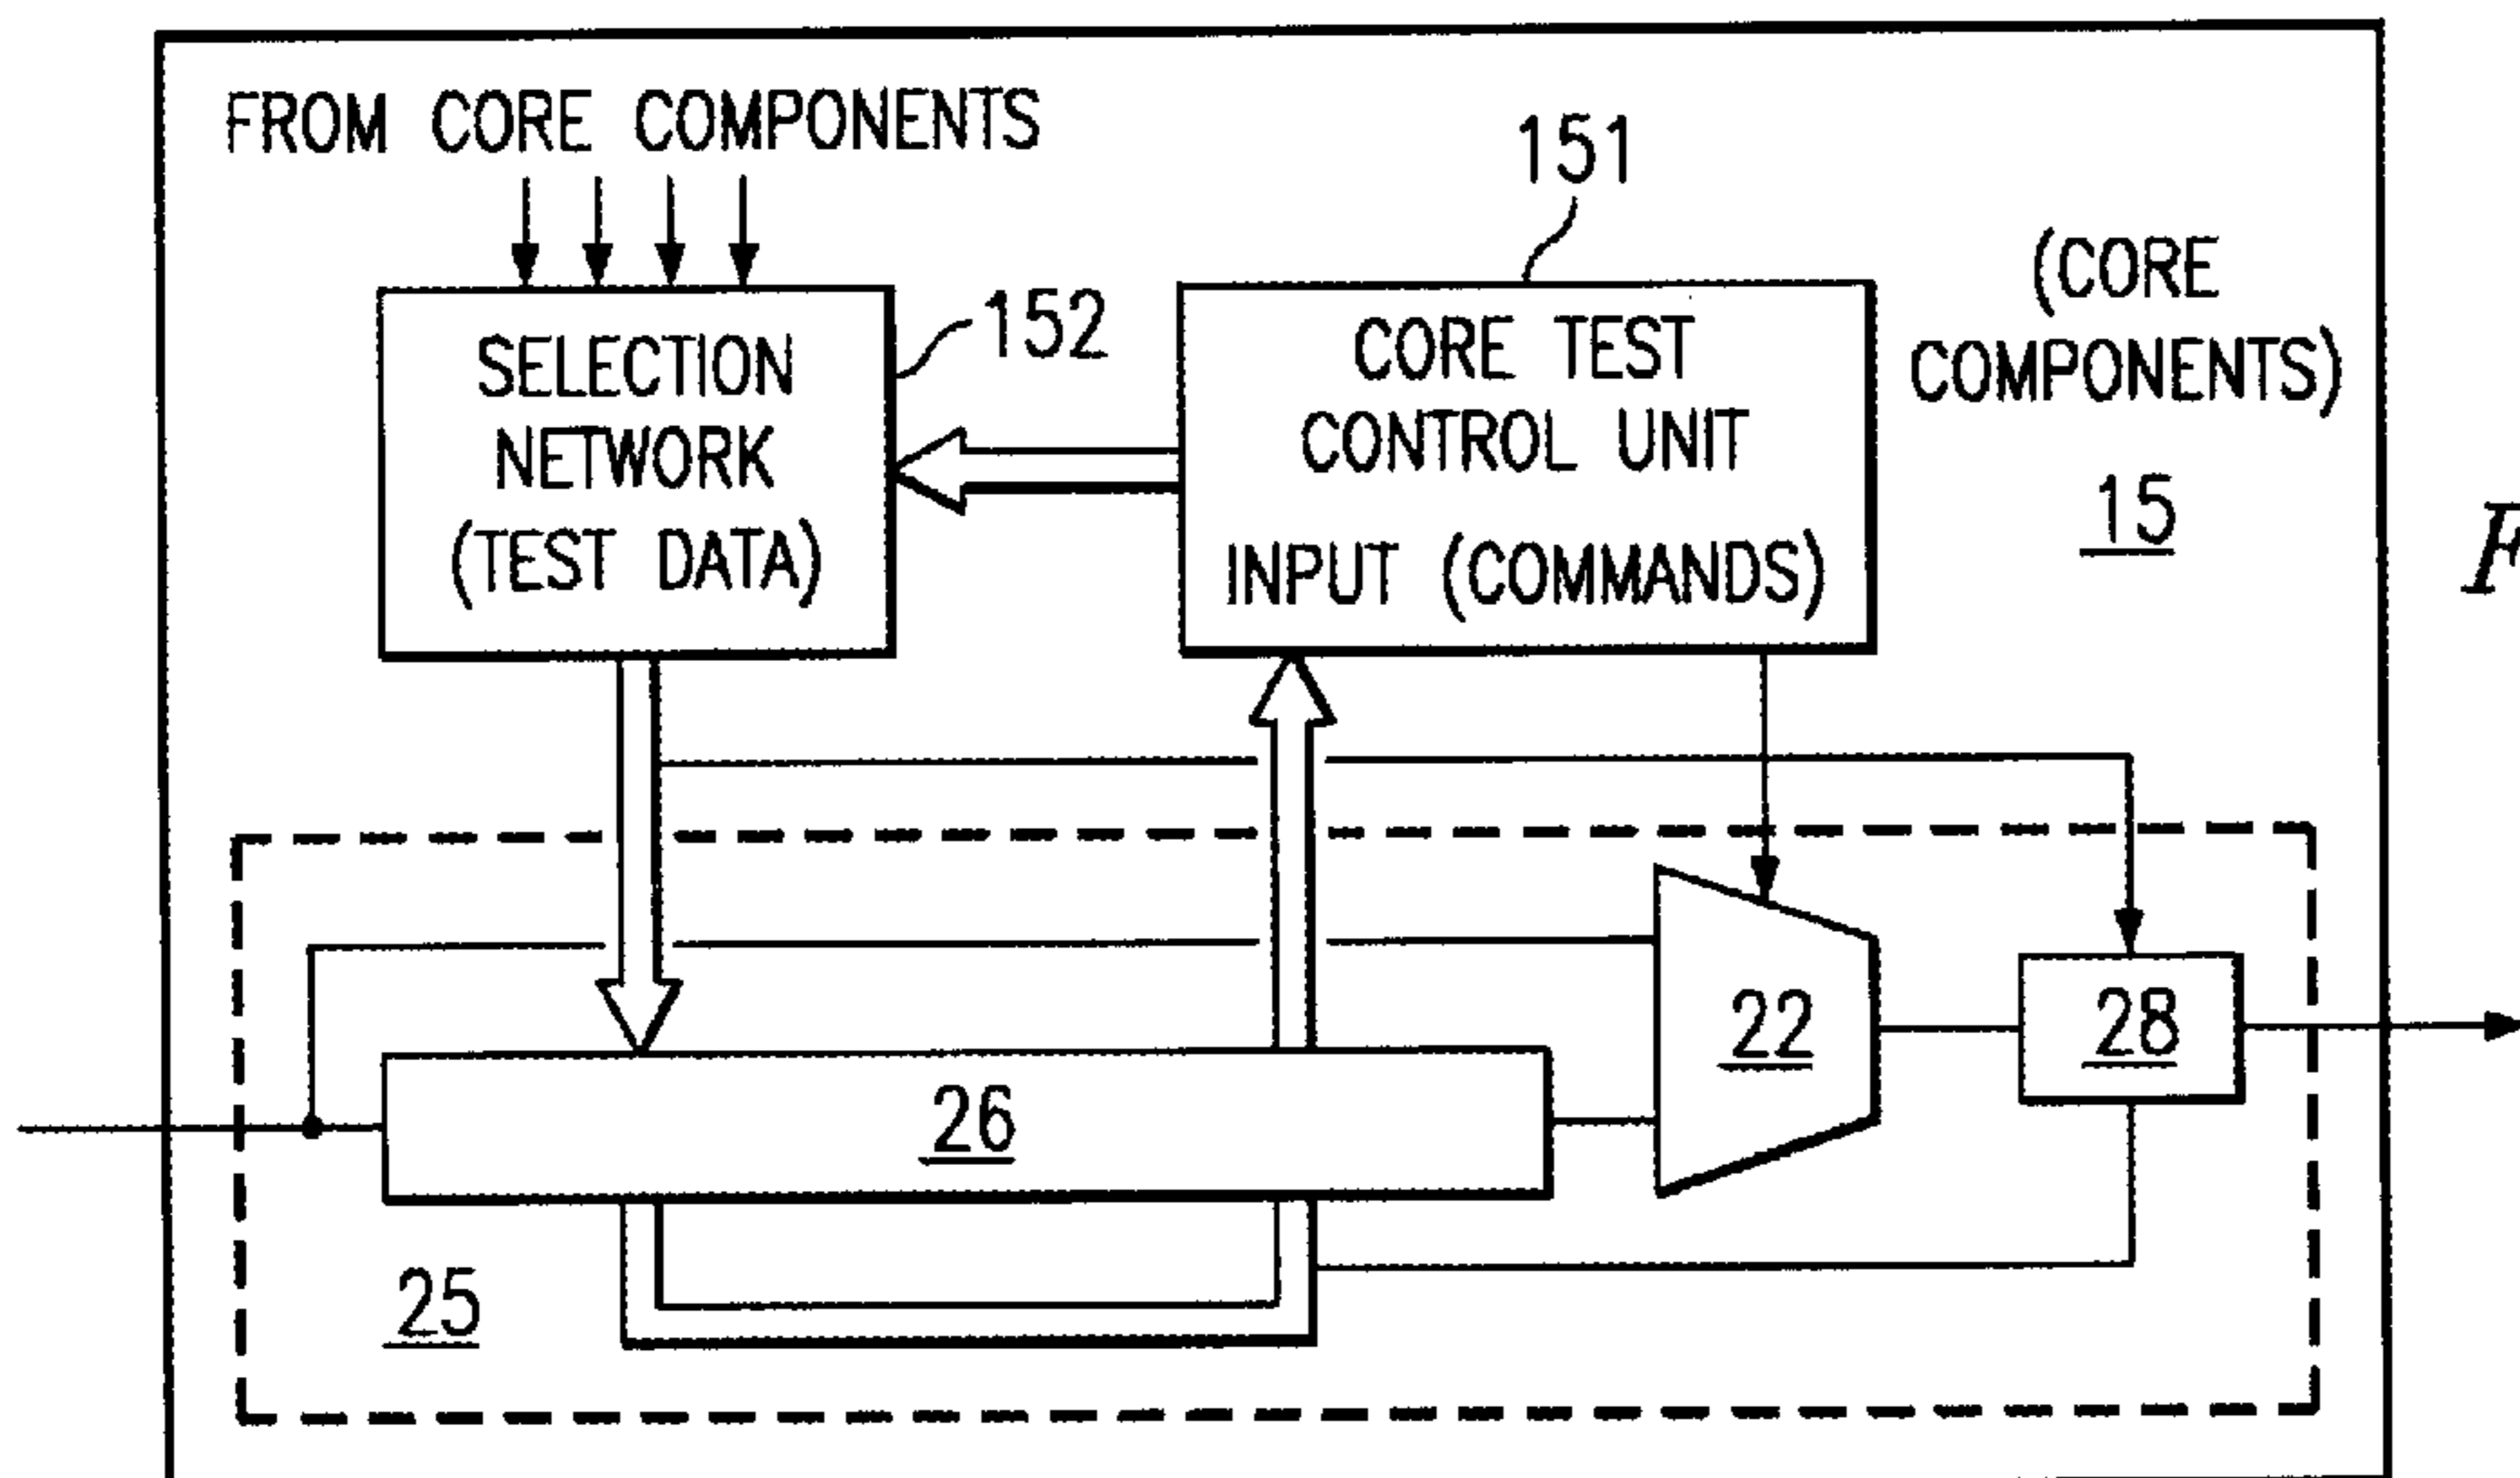 FROM CORE COMPONENTS
151
152
SELECTION
NETWORK
(TEST DATA)
CORE TEST
CONTROL UNIT
INPUT (COMMANDS)
(CORE
COMPONENTS)
15
F
22
28
26
25